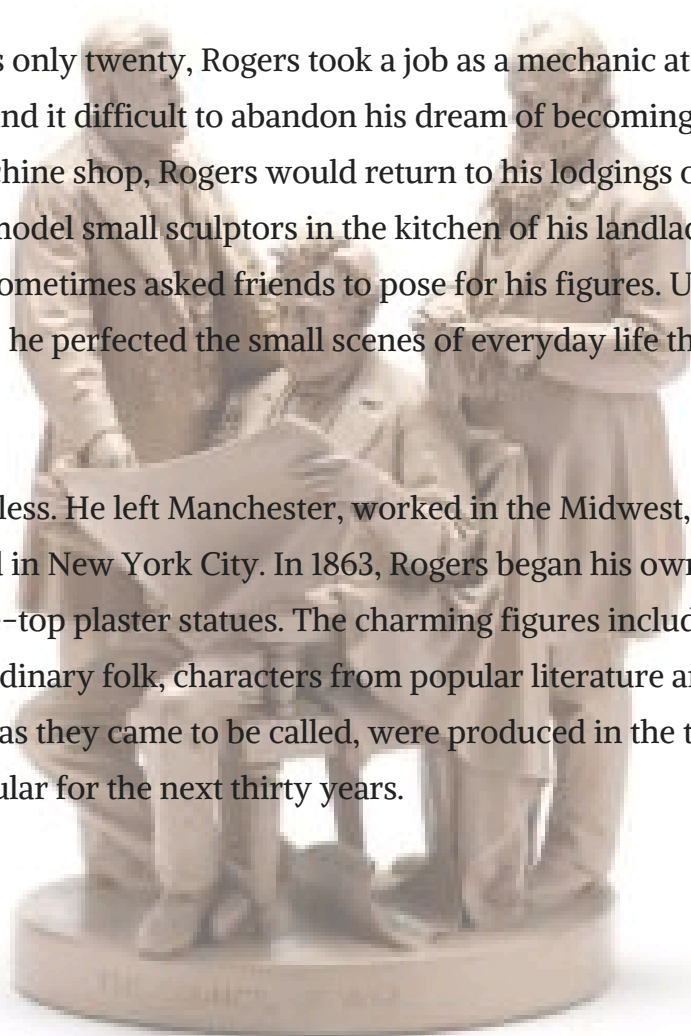 s only twenty, Rogers took a job as a mechanic at
nd it difficult to abandon his dream of becoming
chine shop, Rogers would return to his lodgings o
model small sculptors in the kitchen of his landlad
ometimes asked friends to pose for his figures. U
he perfected the small scenes of everyday life th
less. He left Manchester, worked in the Midwest,
l in New York City. In 1863, Rogers began his own
-top plaster statues. The charming figures includ
dinary folk, characters from popular literature an
as they came to be called, were produced in the t
ular for the next thirty years.